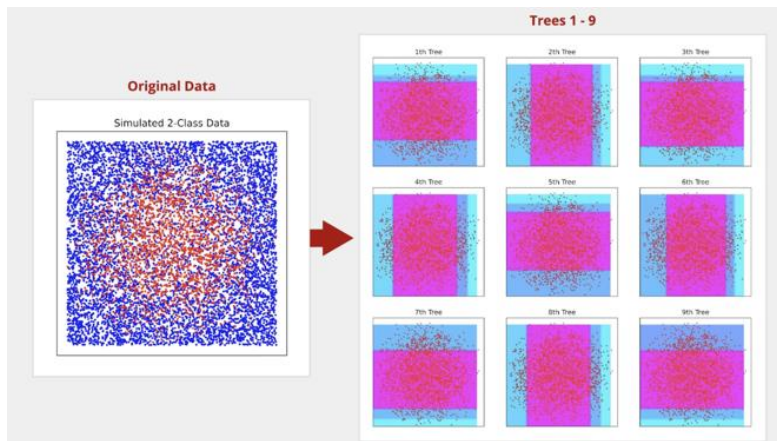 Trees 1 - 9
Original Data
Simulated 2-Class Data
1th Tree
2th Tree
3th Tree
4th Tree
5th Tree
6th Tree
7th Tree
8th Tree
9th Tree